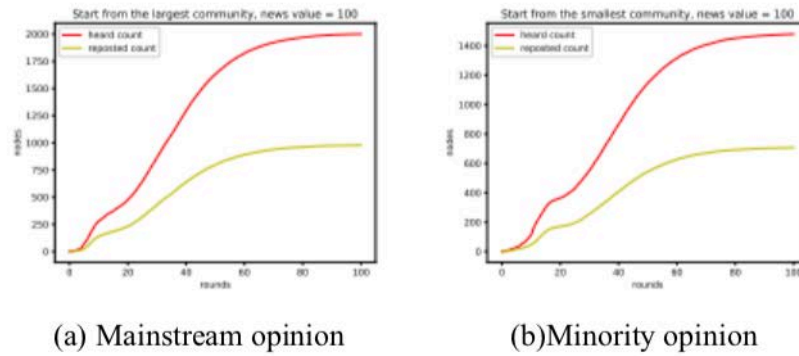 Start from the largest community, news value = 100
heard count
reposted count
2000
1750
1500
1250
1000
750
500
250
0
nodes
0 20 40 60 80 100
rounds
(a) Mainstream opinion
Start from the smallest community, news value = 100
heard count
reposted count
1400
1200
1000
800
600
400
200
0
nodes
0 20 40 60 80 100
rounds
(b)Minority opinion